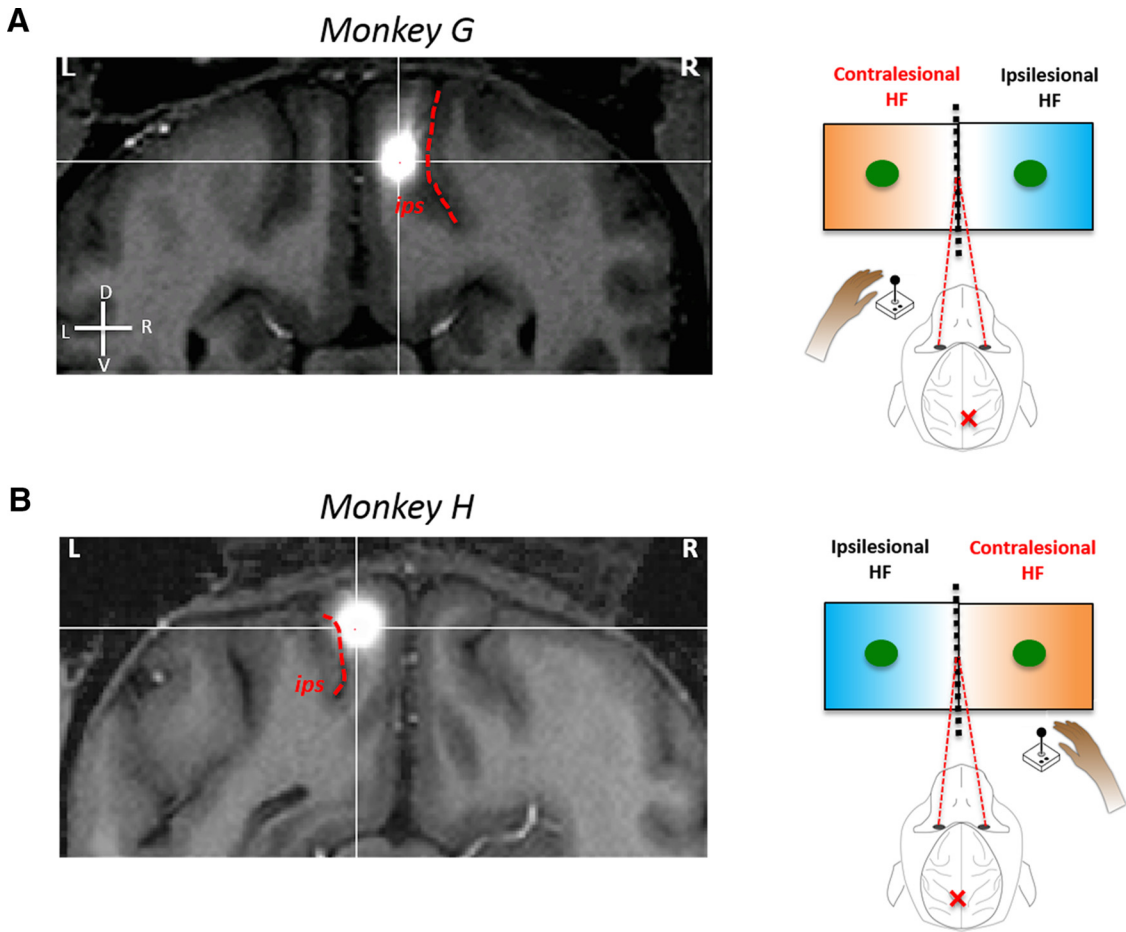 A
Monkey G
L
R
ips
D
L
R
V
Contralesional
HF
Ipsilesional
HF
B
Monkey H
L
R
ips
Ipsilesional
HF
Contralesional
HF